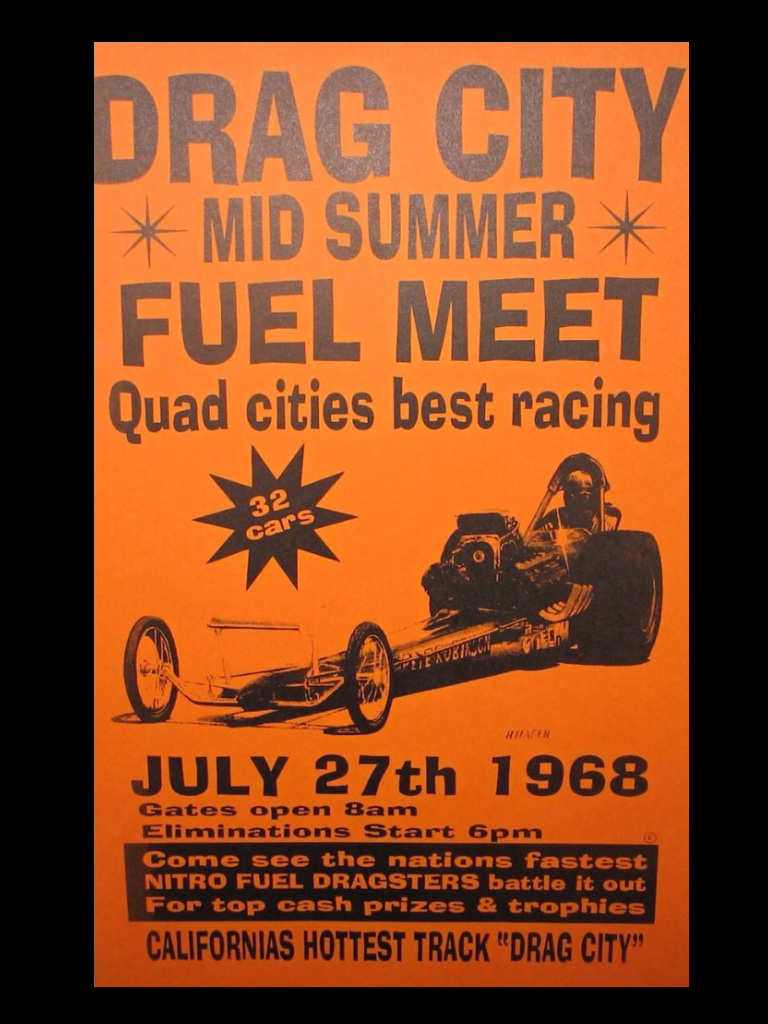 DRAG CITY
MID SUMMER
FUEL MEET
Quad cities best racing
32
cars
JULY 27th 1968
Gates open 8am
Eliminations Start 6pm
©
Come see the nations fastest
NITRO FUEL DRAGSTERS battle it out
For top cash prizes & trophies
CALIFORNIAS HOTTEST TRACK "DRAG CITY"